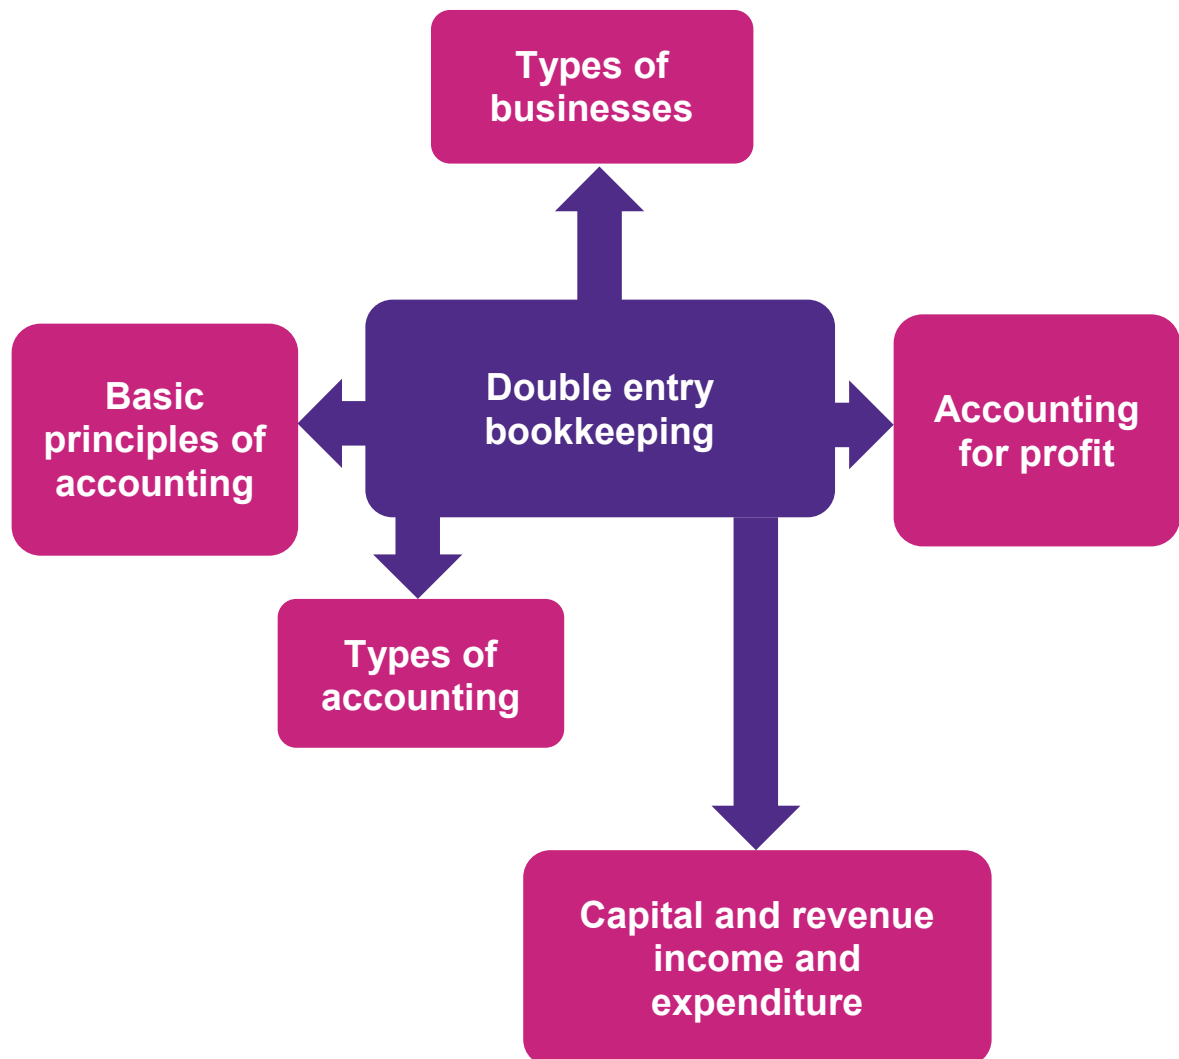 Types of
businesses
Double entry
bookkeeping
Basic
principles of
accounting
Accounting
for profit
Types of
accounting
Capital and revenue
income and
expenditure